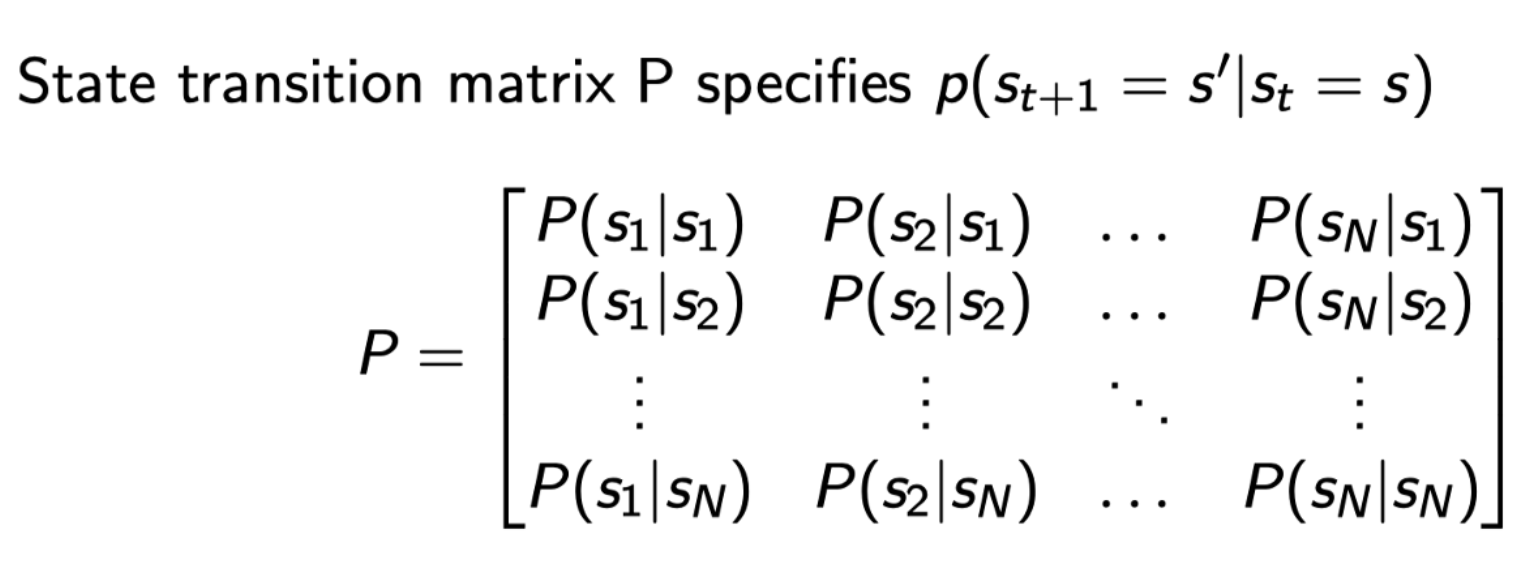 State transition matrix P specifies p(s_{t+1} = s′|s_t = s)
P = [ P(s_1|s_1) P(s_2|s_1) … P(s_N|s_1)
P(s_1|s_2) P(s_2|s_2) … P(s_N|s_2)
⋮ ⋮ ⋱ ⋮
P(s_1|s_N) P(s_2|s_N) … P(s_N|s_N) ]